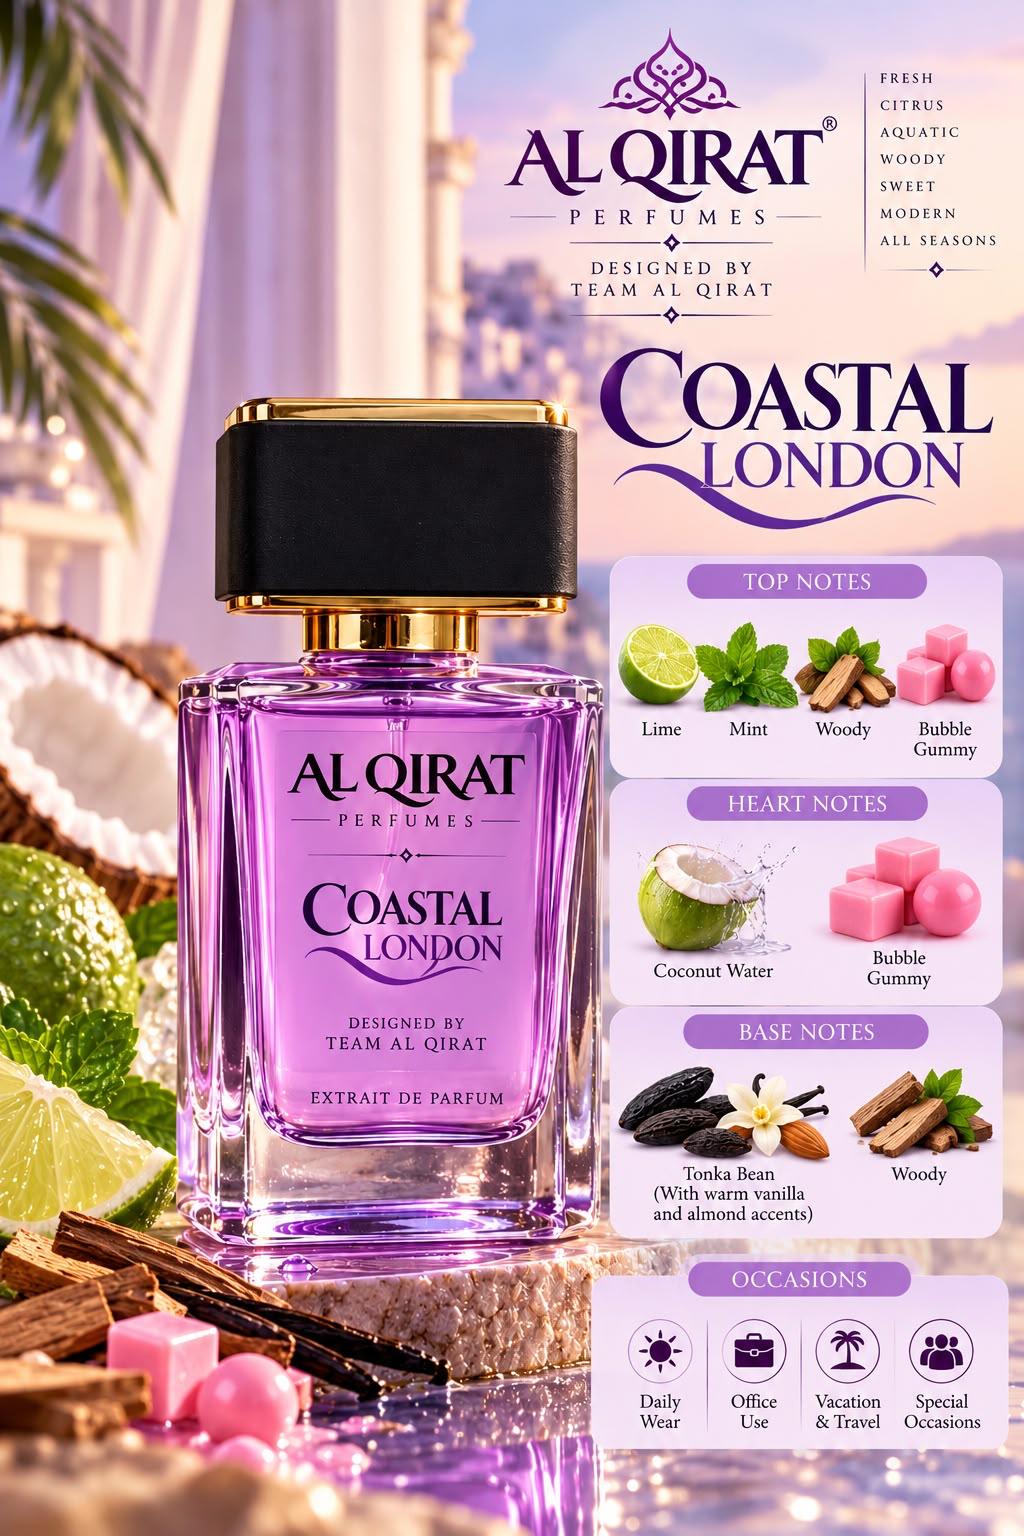 AL QIRAT®
PERFUMES
DESIGNED BY
TEAM AL QIRAT
FRESH
CITRUS
AQUATIC
WOODY
SWEET
MODERN
ALL SEASONS
COASTAL
LONDON
TOP NOTES
Lime
Mint
Woody
Bubble
Gummy
HEART NOTES
Coconut Water
Bubble
Gummy
BASE NOTES
Tonka Bean
(With warm vanilla
and almond accents)
Woody
OCCASIONS
Daily
Wear
Office
Use
Vacation
& Travel
Special
Occasions
AL QIRAT
PERFUMES
COASTAL
LONDON
DESIGNED BY
TEAM AL QIRAT
EXTRAIT DE PARFUM